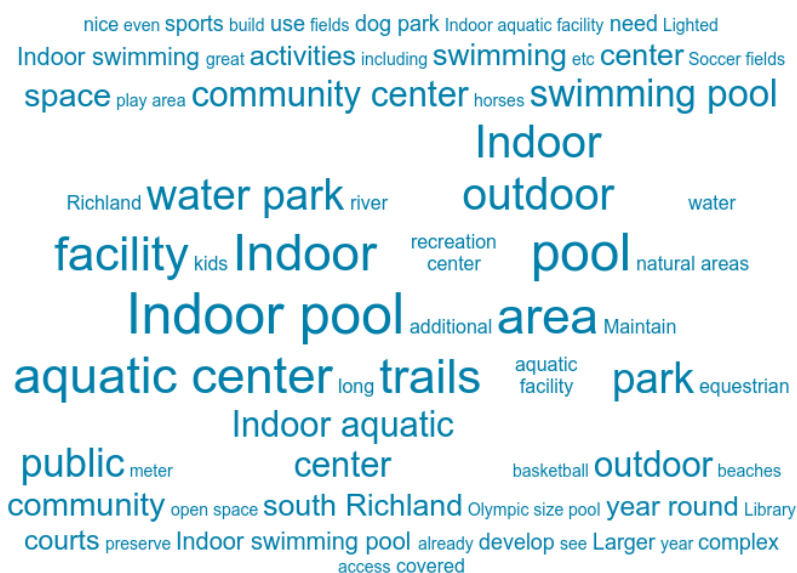 nice even sports build use fields dog park Indoor aquatic facility need Lighted
Indoor swimming great activities including swimming etc center Soccer fields
space play area community center horses swimming pool
Indoor
Richland water park river outdoor water
facility kids Indoor recreation center pool natural areas
Indoor pool additional area Maintain
aquatic center long trails aquatic facility park equestrian
Indoor aquatic
public meter center basketball outdoor beaches
community open space south Richland Olympic size pool year round Library
courts preserve Indoor swimming pool already develop see Larger year complex
access covered